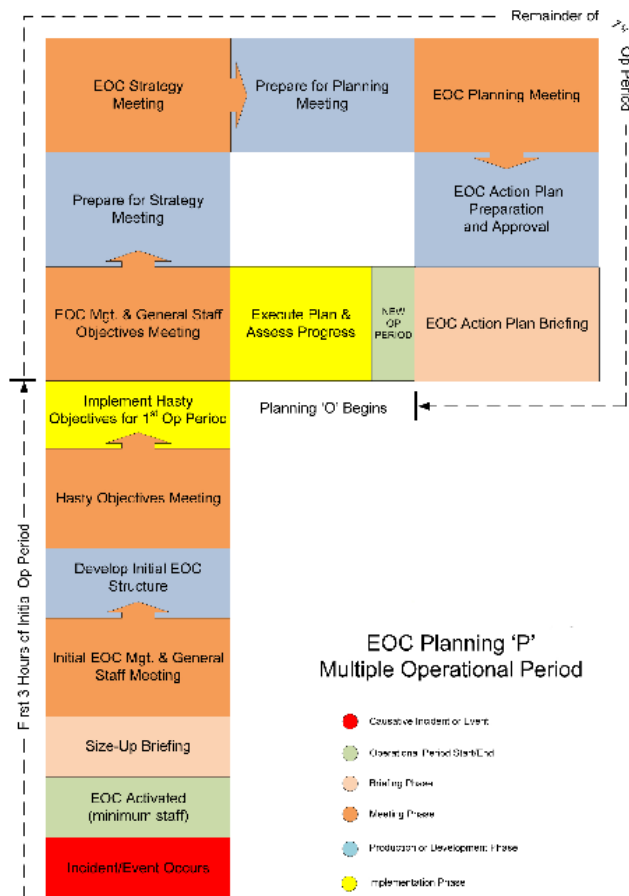 Remainder of
1st Op Period
EOC Strategy
Meeting
Prepare for Planning
Meeting
EOC Planning Meeting
Prepare for Strategy
Meeting
EOC Action Plan
Preparation
and Approval
EOC Mgt. & General Staff
Objectives Meeting
Execute Plan &
Assess Progress
NEW
OP
PERIOD
EOC Action Plan Briefing
Implement Hasty
Objectives for 1st Op Period
Planning 'O' Begins
Hasty Objectives Meeting
Develop Initial EOC
Structure
Initial EOC Mgt. & General
Staff Meeting
Size-Up Briefing
EOC Activated
(minimum staff)
Incident/Event Occurs
First 3 Hours of Initial Op Period
EOC Planning 'P'
Multiple Operational Period
Causative Incident or Event
Operational Period Start/End
Briefing Phase
Meeting Phase
Production or Development Phase
Implementation Phase